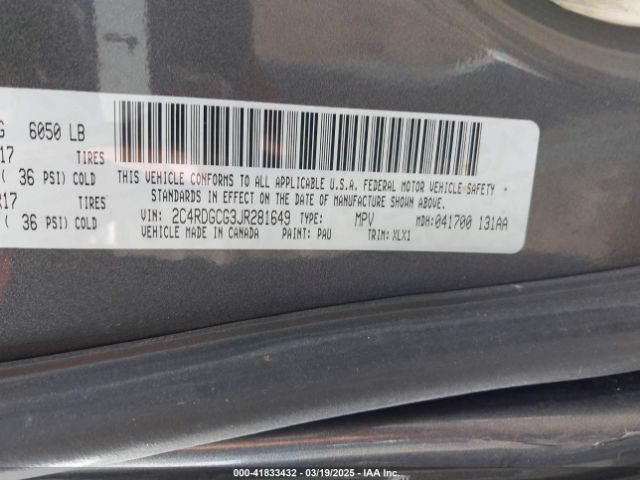 G 6050 LB
17 TIRES
( 36 PSI) COLD
R17 TIRES
( 36 PSI) COLD
THIS VEHICLE CONFORMS TO ALL APPLICABLE U.S.A. FEDERAL MOTOR VEHICLE SAFETY
STANDARDS IN EFFECT ON THE DATE OF MANUFACTURE SHOWN ABOVE.
VIN: 2C4RDGCG3JR281649 TYPE: MPV MDH: 041700 131AA
VEHICLE MADE IN CANADA PAINT: PAU TRIM: XLX1
000-41833432 - 03/19/2025 - IAA Inc.